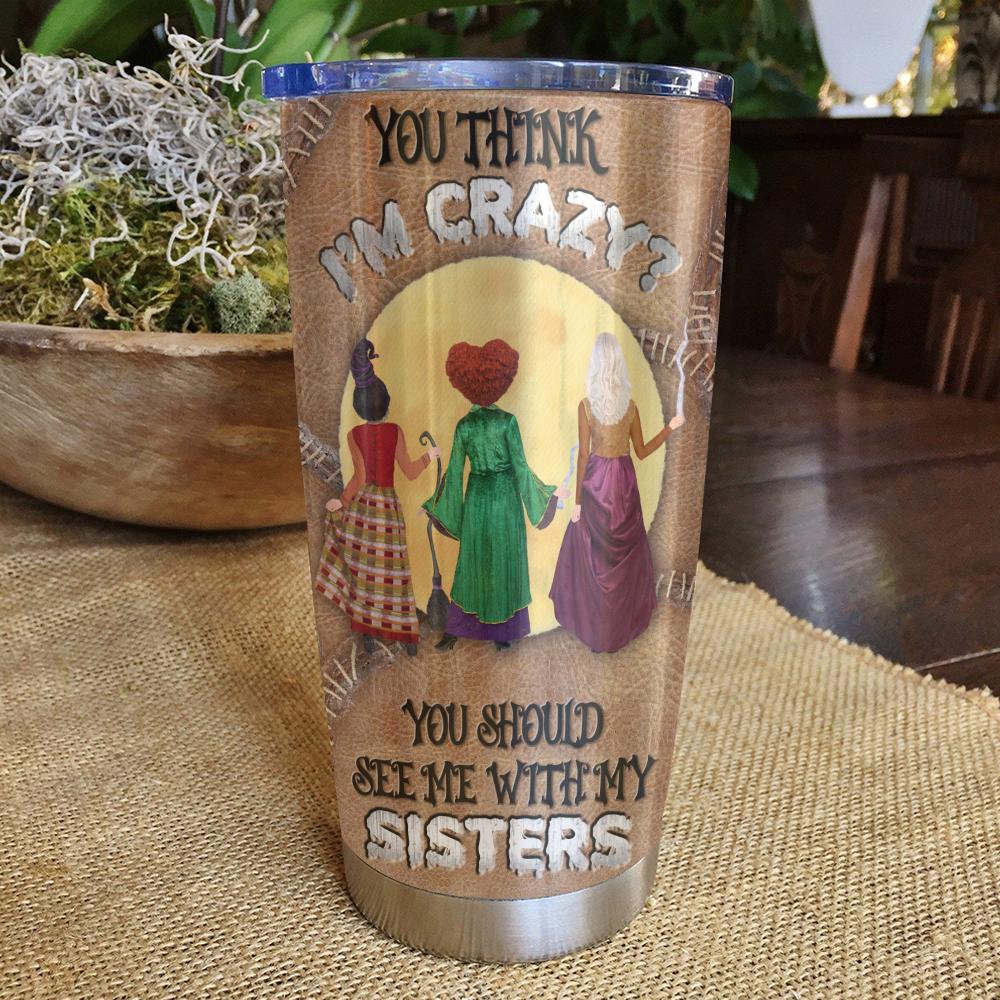 YOU THINK
I'M CRAZY?
YOU SHOULD
SEE ME WITH MY
SISTERS